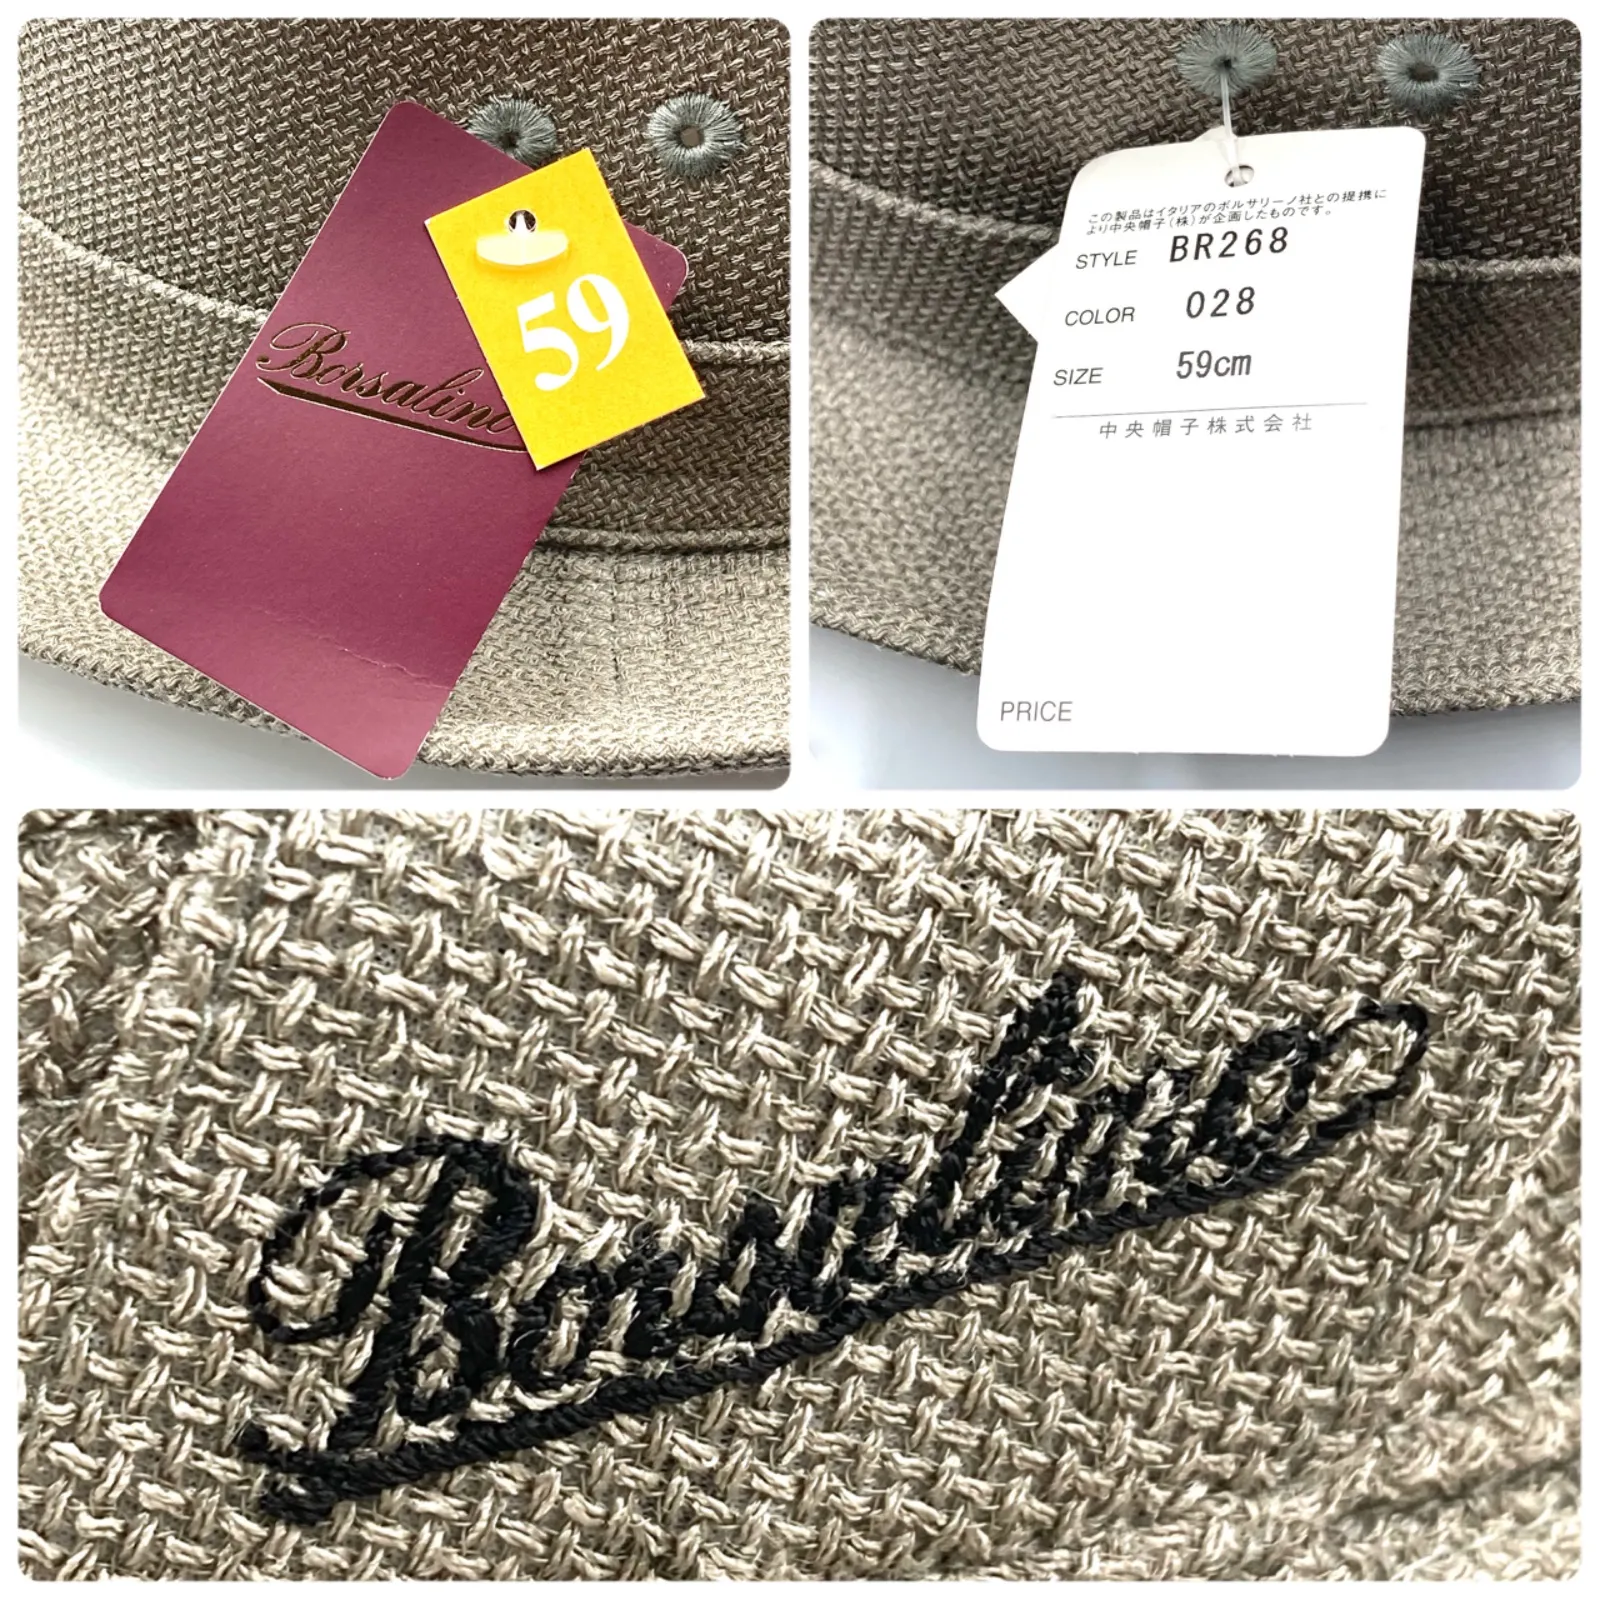 Borsalino
59
この製品はイタリアのボルサリーノ社との提携に
より中央帽子(株)が企画したものです。
STYLE BR268
COLOR 028
SIZE 59cm
中央帽子株式会社
PRICE
Borsalino